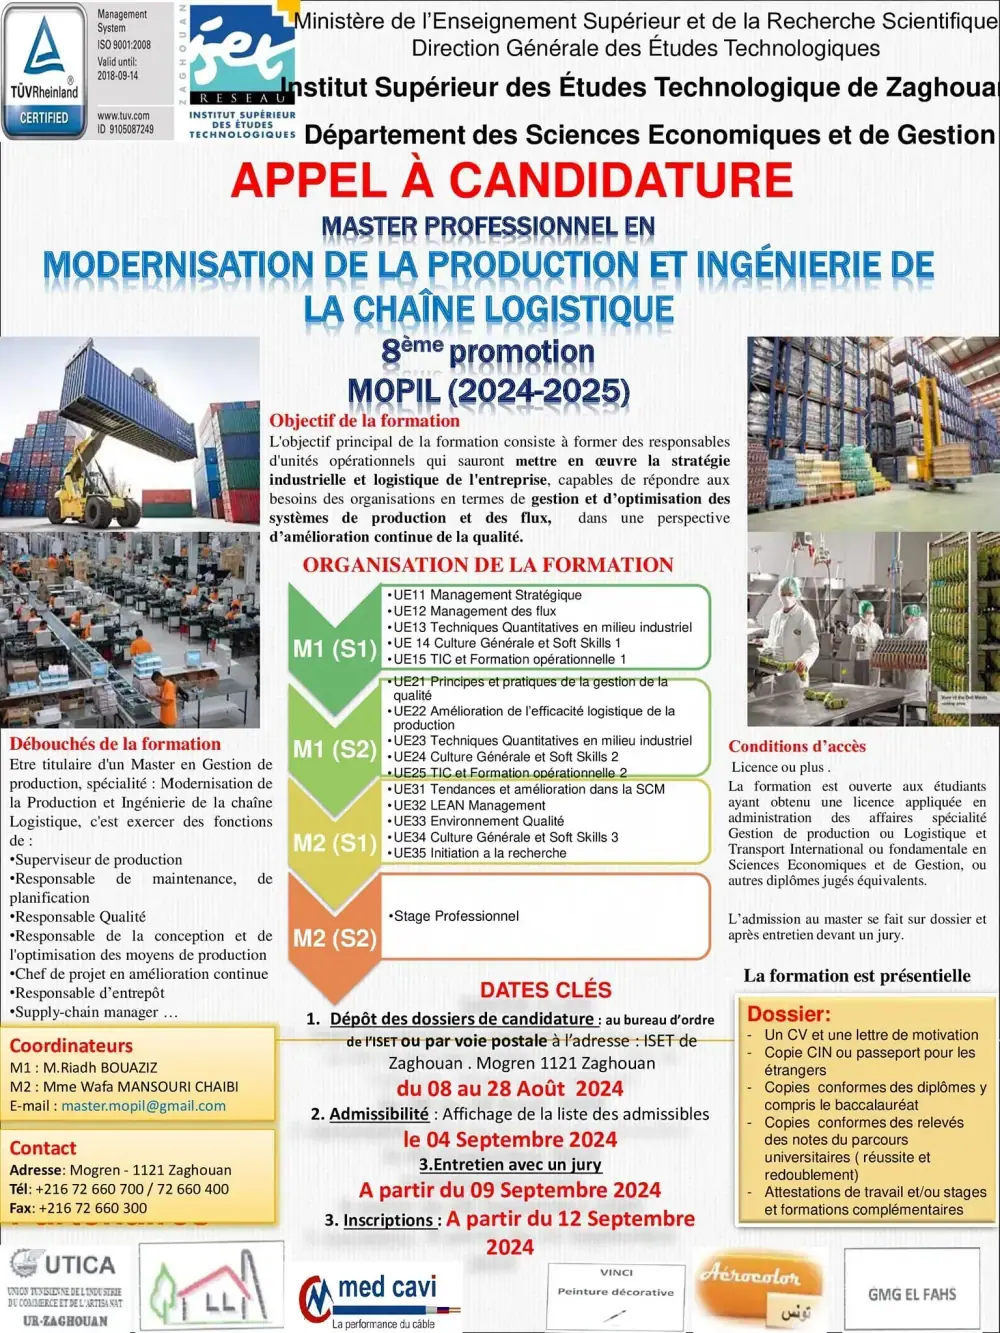 Management
System
ISO 9001:2008
Valid until:
2018-09-14
TÜVRheinland®
CERTIFIED
www.tuv.com
ID 9105087249
ZAGHOUAN
iset
RESEAU
INSTITUT SUPÉRIEUR
DES ÉTUDES
TECHNOLOGIQUES
Ministère de l'Enseignement Supérieur et de la Recherche Scientifique
Direction Générale des Études Technologiques
Institut Supérieur des Études Technologique de Zaghoua
Département des Sciences Economiques et de Gestion
APPEL À CANDIDATURE
MASTER PROFESSIONNEL EN
MODERNISATION DE LA PRODUCTION ET INGÉNIERIE DE
LA CHAÎNE LOGISTIQUE
8ème promotion
MOPIL (2024-2025)
Objectif de la formation
L'objectif principal de la formation consiste à former des responsables
d'unités opérationnels qui sauront mettre en œuvre la stratégie
industrielle et logistique de l'entreprise, capables de répondre aux
besoins des organisations en termes de gestion et d'optimisation des
systèmes de production et des flux, dans une perspective
d'amélioration continue de la qualité.
ORGANISATION DE LA FORMATION
M1 (S1)
•UE11 Management Stratégique
•UE12 Management des flux
•UE13 Techniques Quantitatives en milieu industriel
•UE 14 Culture Générale et Soft Skills 1
•UE15 TIC et Formation opérationnelle 1
M1 (S2)
•UE21 Principes et pratiques de la gestion de la
qualité
•UE22 Amélioration de l'efficacité logistique de la
production
•UE23 Techniques Quantitatives en milieu industriel
•UE24 Culture Générale et Soft Skills 2
•UE25 TIC et Formation opérationnelle 2
M2 (S1)
•UE31 Tendances et amélioration dans la SCM
•UE32 LEAN Management
•UE33 Environnement Qualité
•UE34 Culture Générale et Soft Skills 3
•UE35 Initiation a la recherche
M2 (S2)
•Stage Professionnel
Débouchés de la formation
Etre titulaire d'un Master en Gestion de
production, spécialité : Modernisation de
la Production et Ingénierie de la chaîne
Logistique, c'est exercer des fonctions
de :
•Superviseur de production
•Responsable de maintenance, de
planification
•Responsable Qualité
•Responsable de la conception et de
l'optimisation des moyens de production
•Chef de projet en amélioration continue
•Responsable d'entrepôt
•Supply-chain manager …
Conditions d'accès
Licence ou plus .
La formation est ouverte aux étudiants
ayant obtenu une licence appliquée en
administration des affaires spécialité
Gestion de production ou Logistique et
Transport International ou fondamentale en
Sciences Economiques et de Gestion, ou
autres diplômes jugés équivalents.
L'admission au master se fait sur dossier et
après entretien devant un jury.
La formation est présentielle
DATES CLÉS
1. Dépôt des dossiers de candidature : au bureau d'ordre
de l'ISET ou par voie postale à l'adresse : ISET de
Zaghouan . Mogren 1121 Zaghouan
du 08 au 28 Août 2024
2. Admissibilité : Affichage de la liste des admissibles
le 04 Septembre 2024
3.Entretien avec un jury
A partir du 09 Septembre 2024
3. Inscriptions : A partir du 12 Septembre
2024
Coordinateurs
M1 : M.Riadh BOUAZIZ
M2 : Mme Wafa MANSOURI CHAIBI
E-mail : master.mopil@gmail.com
Contact
Adresse: Mogren - 1121 Zaghouan
Tél: +216 72 660 700 / 72 660 400
Fax: +216 72 660 300
Dossier:
- Un CV et une lettre de motivation
- Copie CIN ou passeport pour les
étrangers
- Copies conformes des diplômes y
compris le baccalauréat
- Copies conformes des relevés
des notes du parcours
universitaires ( réussite et
redoublement)
- Attestations de travail et/ou stages
et formations complémentaires
UTICA
UNION TUNISIENNE DE L'INDUSTRIE
DU COMMERCE ET DE L'ARTISANAT
UR-ZAGHOUAN
med cavi
La performance du câble
VINCI
Peinture décorative
Aérocolor
تونس
GMG EL FAHS